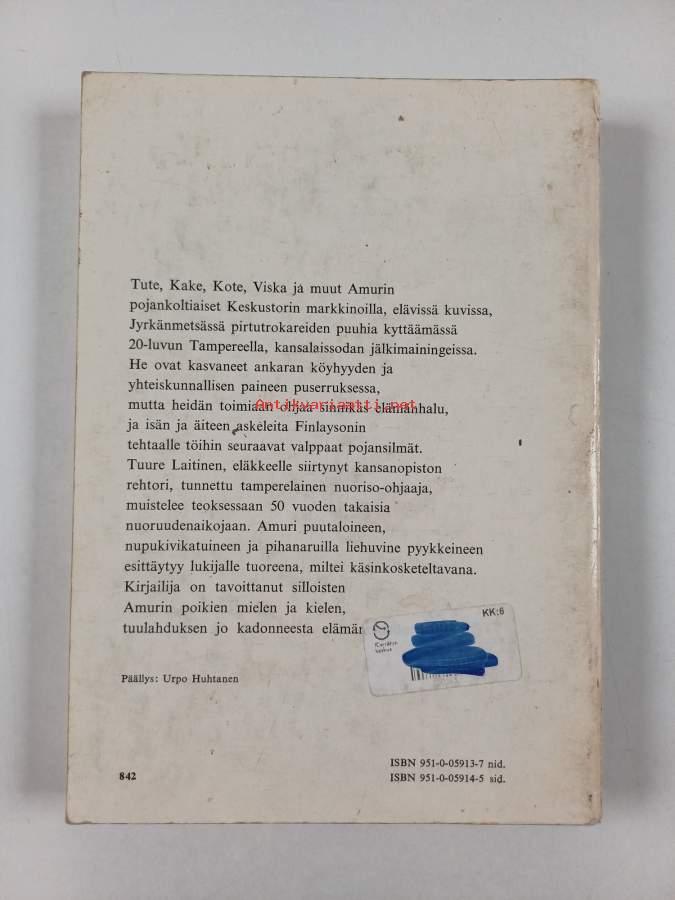 Tute, Kake, Kote, Viska ja muut Amurin
pojankoltiaiset Keskustorin markkinoilla, elävissä kuvissa,
Jyrkänmetsässä pirtutrokareiden puuhia kyttäämässä
20-luvun Tampereella, kansalaissodan jälkimainingeissa.
He ovat kasvaneet ankaran köyhyyden ja
yhteiskunnallisen paineen puserruksessa,
mutta heidän toimiaan ohjaa sinnikäs elämänhalu,
Antikvariaatti.net
ja isän ja äiteen askeleita Finlaysonin
tehtaalle töihin seuraavat valppaat pojansilmät.
Tuure Laitinen, eläkkeelle siirtynyt kansanopiston
rehtori, tunnettu tamperelainen nuoriso-ohjaaja,
muistelee teoksessaan 50 vuoden takaisia
nuoruudenaikojaan. Amuri puutaloineen,
nupukivikatuineen ja pihanaruilla liehuvine pyykkeineen
esittäytyy lukijalle tuoreena, miltei käsinkosketeltavana.
Kirjailija on tavoittanut silloisten
Amurin poikien mielen ja kielen,
tuulahduksen jo kadonneesta
KK:6
Kierrätyskeskus
Päällys: Urpo Huhtanen
ISBN 951-0-05913-7 nid.
842
ISBN 951-0-05914-5 sid.